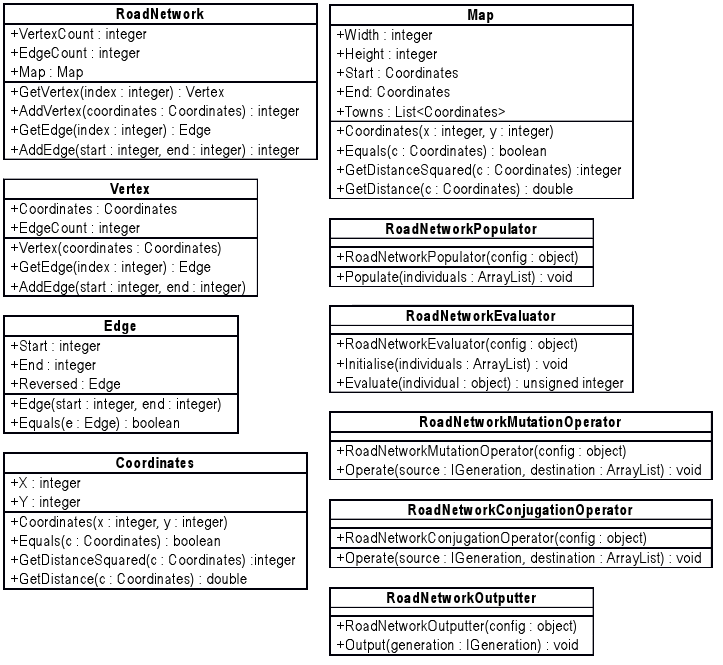 RoadNetwork
+VertexCount : integer
+EdgeCount : integer
+Map : Map
+GetVertex(index : integer) : Vertex
+AddVertex(coordinates : Coordinates) : integer
+GetEdge(index : integer) : Edge
+AddEdge(start : integer, end : integer) : integer
Vertex
+Coordinates : Coordinates
+EdgeCount : integer
+Vertex(coordinates : Coordinates)
+GetEdge(index : integer) : Edge
+AddEdge(start : integer, end : integer)
Edge
+Start : integer
+End : integer
+Reversed : Edge
+Edge(start : integer, end : integer)
+Equals(e : Edge) : boolean
Coordinates
+X : integer
+Y : integer
+Coordinates(x : integer, y : integer)
+Equals(c : Coordinates) : boolean
+GetDistanceSquared(c : Coordinates) :integer
+GetDistance(c : Coordinates) : double
Map
+Width : integer
+Height : integer
+Start : Coordinates
+End: Coordinates
+Towns : List<Coordinates>
+Coordinates(x : integer, y : integer)
+Equals(c : Coordinates) : boolean
+GetDistanceSquared(c : Coordinates) :integer
+GetDistance(c : Coordinates) : double
RoadNetworkPopulator
+RoadNetworkPopulator(config : object)
+Populate(individuals : ArrayList) : void
RoadNetworkEvaluator
+RoadNetworkEvaluator(config : object)
+Initialise(individuals : ArrayList) : void
+Evaluate(individual : object) : unsigned integer
RoadNetworkMutationOperator
+RoadNetworkMutationOperator(config : object)
+Operate(source : IGeneration, destination : ArrayList) : void
RoadNetworkConjugationOperator
+RoadNetworkConjugationOperator(config : object)
+Operate(source : IGeneration, destination : ArrayList) : void
RoadNetworkOutputter
+RoadNetworkOutputter(config : object)
+Output(generation : IGeneration) : void